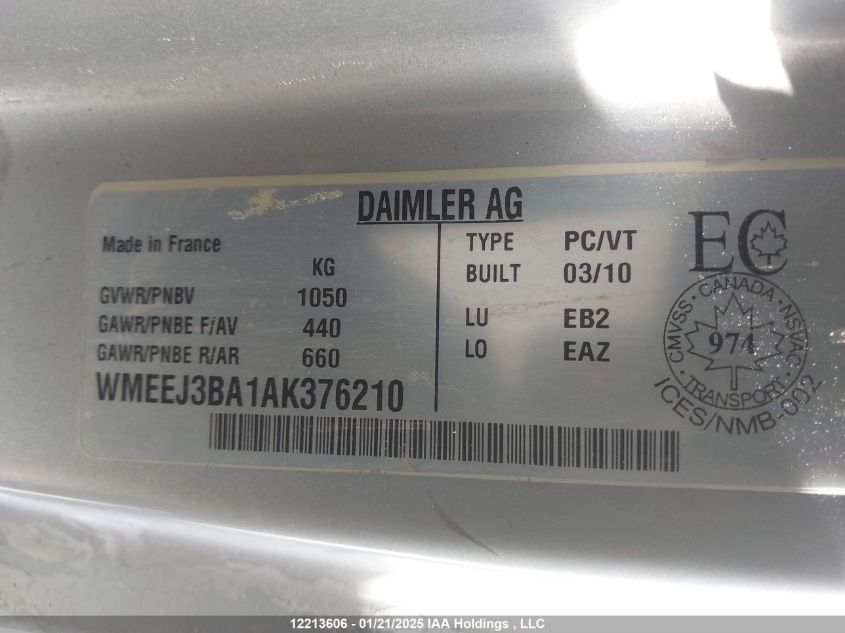 DAIMLER AG
Made in France
KG
GVWR/PNBV 1050
GAWR/PNBE F/AV 440
GAWR/PNBE R/AR 660
WMEEJ3BA1AK376210
TYPE PC/VT
BUILT 03/10
LU EB2
LO EAZ
EC
CMVSS · CANADA · NSVAC
974
TRANSPORT
ICES/NMB-002
12213606 - 01/21/2025 IAA Holdings , LLC